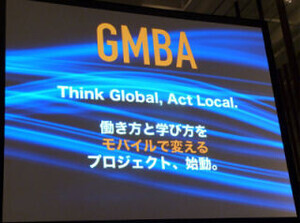 GMBA
Think Global, Act Local.
働き方と学び方を
モバイルで変える
プロジェクト、始動。